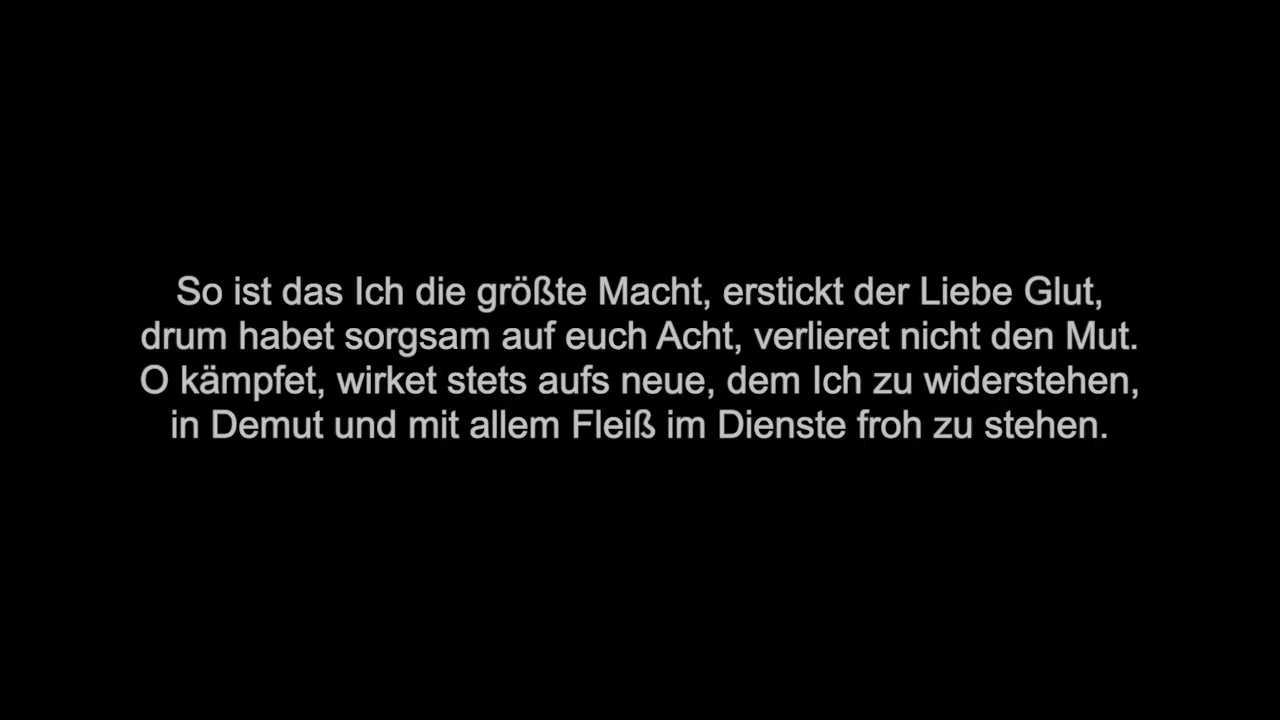 So ist das Ich die größte Macht, erstickt der Liebe Glut,
drum habet sorgsam auf euch Acht, verlieret nicht den Mut.
O kämpfet, wirket stets aufs neue, dem Ich zu widerstehen,
in Demut und mit allem Fleiß im Dienste froh zu stehen.